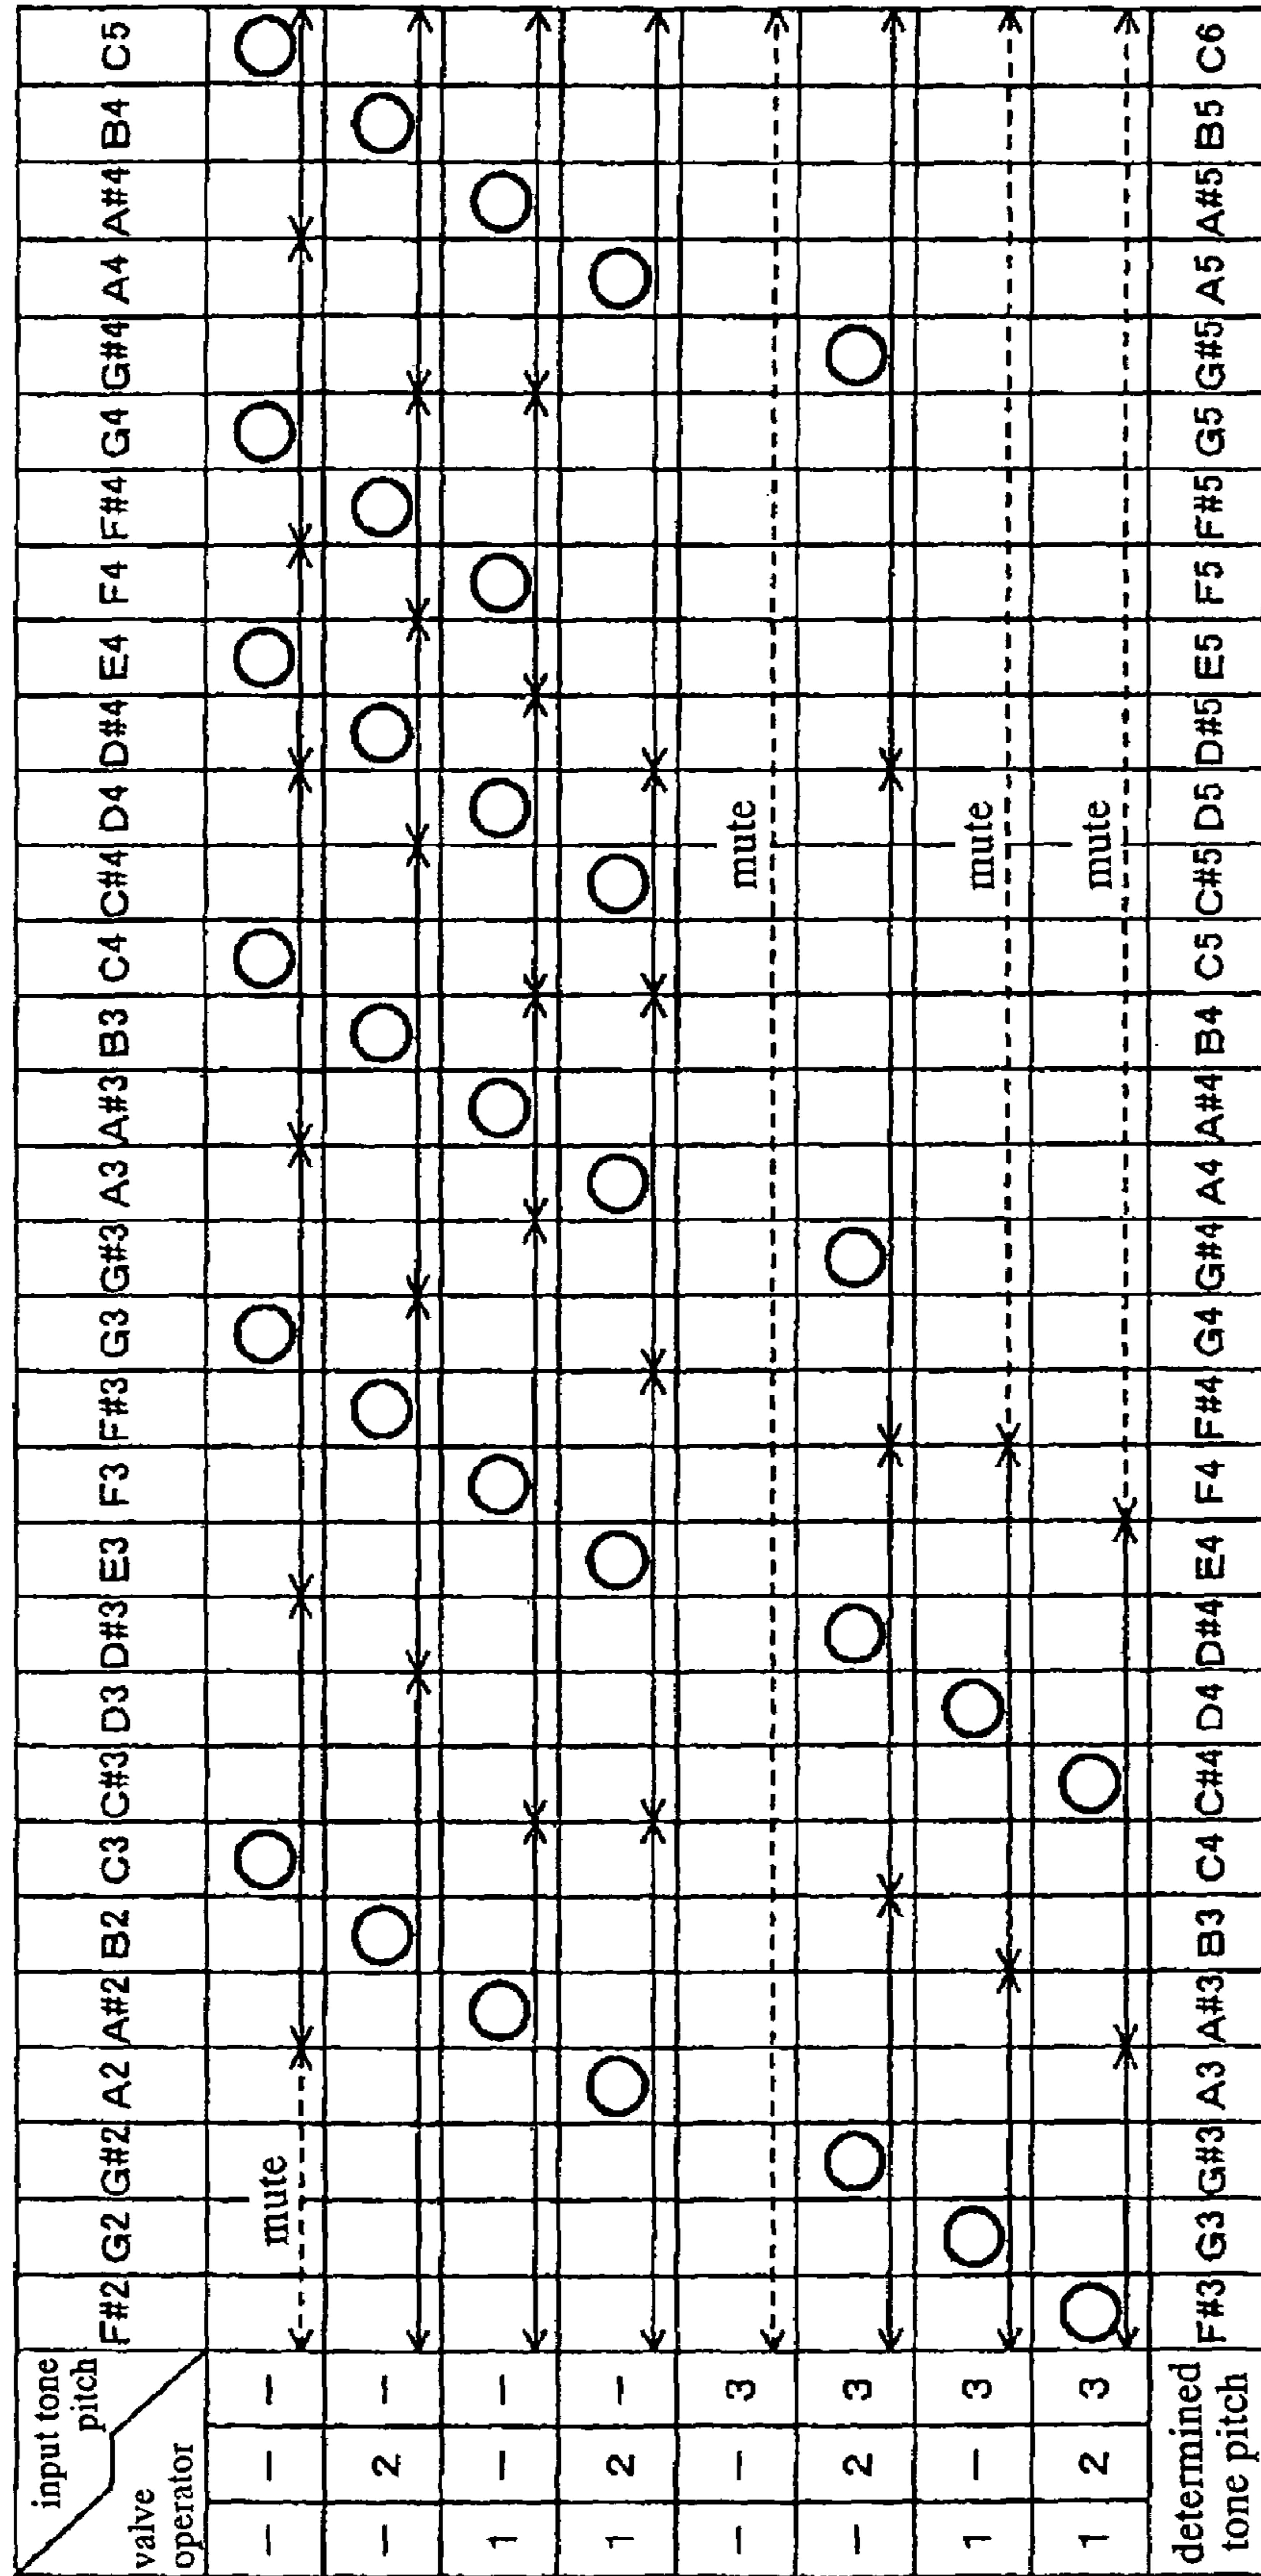 input tone
pitch
valve
operator
F#2 G2 G#2 A2 A#2 B2 C3 C#3 D3 D#3 E3 F3 F#3 G3 G#3 A3 A#3 B3 C4 C#4 D4 D#4 E4 F4 F#4 G4 G#4 A4 A#4 B4 C5
– – – mute
– 2 –
1 – –
1 2 –
– – 3 mute
– 2 3
1 – 3 mute
1 2 3 mute
determined
tone pitch
F#3 G3 G#3 A3 A#3 B3 C4 C#4 D4 D#4 E4 F4 F#4 G4 G#4 A4 A#4 B4 C5 C#5 D5 D#5 E5 F5 F#5 G5 G#5 A5 A#5 B5 C6